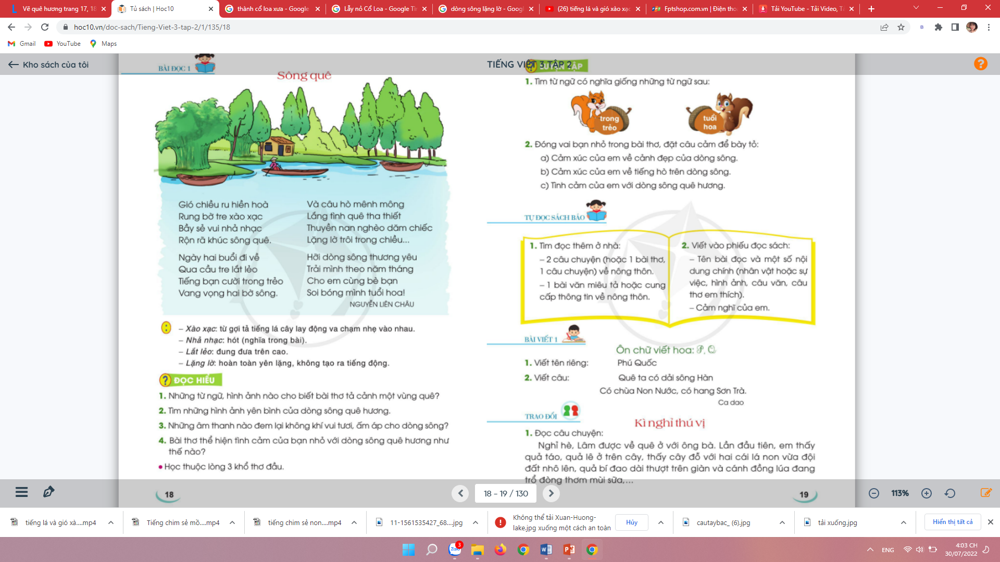 Vẽ quê hương trang 17, 18
Tủ sách | Hoc10
thành cổ loa xưa - Google
Lẫy nỏ Cổ Loa - Google Tìm
dòng sông lặng lờ - Googl
(26) tiếng lá và gió xào xạc
Fptshop.com.vn | Điện thoạ
Tải YouTube - Tải Video, Tả
hoc10.vn/doc-sach/Tieng-Viet-3-tap-2/1/135/18
Gmail
YouTube
Maps
Kho sách của tôi
TIẾNG VIỆT 3 TẬP 2
BÀI ĐỌC 1
Sông quê
Gió chiều ru hiền hoà
Rung bờ tre xào xạc
Bầy sẻ vui nhả nhạc
Rộn rã khúc sông quê.
Ngày hai buổi đi về
Qua cầu tre lắt lẻo
Tiếng bạn cười trong trẻo
Vang vọng hai bờ sông.
Và câu hò mênh mông
Lắng tình quê tha thiết
Thuyền nan nghèo dăm chiếc
Lặng lờ trôi trong chiều...
Hỡi dòng sông thương yêu
Trải mình theo năm tháng
Cho em cùng bè bạn
Soi bóng mình tuổi hoa!
NGUYỄN LIÊN CHÂU
– Xào xạc: từ gợi tả tiếng lá cây lay động va chạm nhẹ vào nhau.
– Nhả nhạc: hót (nghĩa trong bài).
– Lắt lẻo: đung đưa trên cao.
– Lặng lờ: hoàn toàn yên lặng, không tạo ra tiếng động.
? ĐỌC HIỂU
1. Những từ ngữ, hình ảnh nào cho biết bài thơ tả cảnh một vùng quê?
2. Tìm những hình ảnh yên bình của dòng sông quê hương.
3. Những âm thanh nào đem lại không khí vui tươi, ấm áp cho dòng sông?
4. Bài thơ thể hiện tình cảm của bạn nhỏ với dòng sông quê hương như
thế nào?
• Học thuộc lòng 3 khổ thơ đầu.
18
LUYỆN TẬP
1. Tìm từ ngữ có nghĩa giống những từ ngữ sau:
trong
trẻo
tuổi
hoa
2. Đóng vai bạn nhỏ trong bài thơ, đặt câu cảm để bày tỏ:
a) Cảm xúc của em về cảnh đẹp của dòng sông.
b) Cảm xúc của em về tiếng hò trên dòng sông.
c) Tình cảm của em với dòng sông quê hương.
TỰ ĐỌC SÁCH BÁO
1. Tìm đọc thêm ở nhà:
– 2 câu chuyện (hoặc 1 bài thơ,
1 câu chuyện) về nông thôn.
– 1 bài văn miêu tả hoặc cung
cấp thông tin về nông thôn.
2. Viết vào phiếu đọc sách:
– Tên bài đọc và một số nội
dung chính (nhân vật hoặc sự
việc, hình ảnh, câu văn, câu
thơ em thích).
– Cảm nghĩ của em.
BÀI VIẾT 1
Ôn chữ viết hoa: P, Q
1. Viết tên riêng: Phú Quốc
2. Viết câu: Quê ta có dải sông Hàn
Có chùa Non Nước, có hang Sơn Trà.
Ca dao
TRAO ĐỔI
Kì nghỉ thú vị
1. Đọc câu chuyện:
Nghỉ hè, Lâm được về quê ở với ông bà. Lần đầu tiên, em thấy
quả táo, quả lê ở trên cây, thấy cây đỗ với hai cái lá non vừa đội
đất nhô lên, quả bí đao dài thượt trên giàn và cánh đồng lúa đang
trổ đòng thơm mùi sữa,...
19
18 - 19 / 130
113%
tiếng lá và gió xà....mp4
Tiếng chim sẻ mồ....mp4
tiếng chim sẻ non....mp4
11-1561535427_68....jpg
Không thể tải Xuan-Huong-
lake.jpg xuống một cách an toàn
Hủy
cautaybac_ (6).jpg
tải xuống.jpg
Hiển thị tất cả
Zalo
3
ENG
4:03 CH
30/07/2022